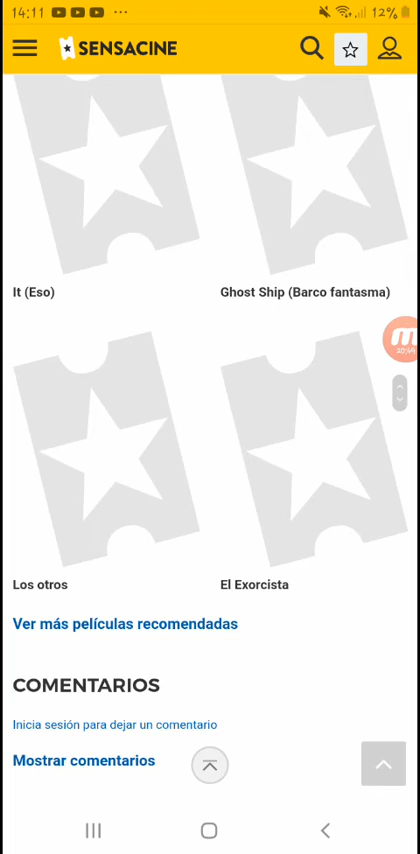 14:11 ... 12%
SENSACINE
It (Eso)
Ghost Ship (Barco fantasma)
Los otros
El Exorcista
Ver más películas recomendadas
COMENTARIOS
Inicia sesión para dejar un comentario
Mostrar comentarios